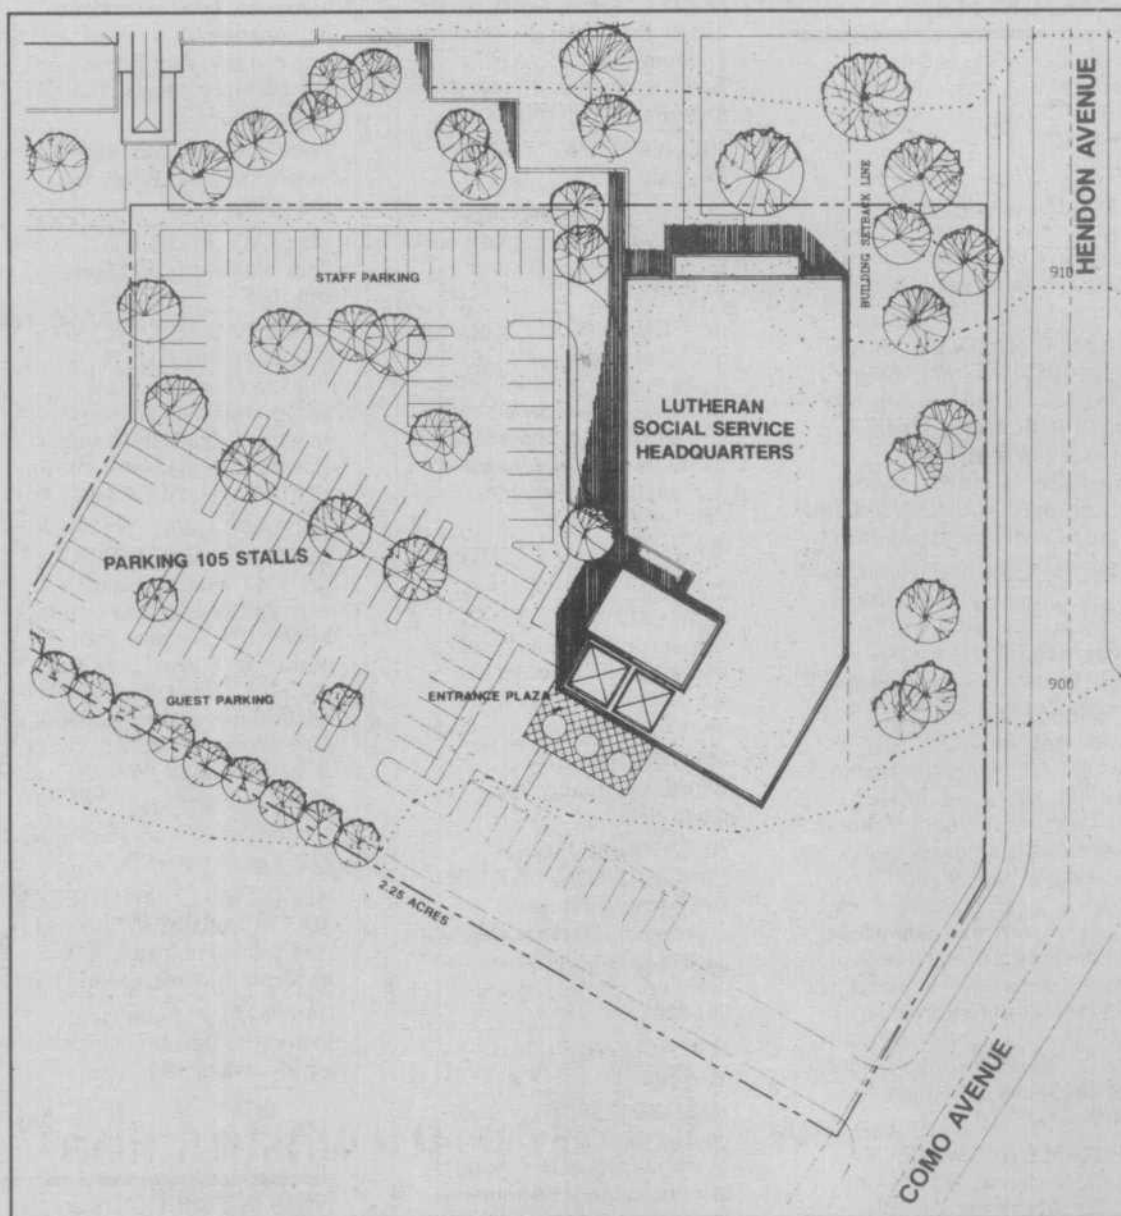 HENDON AVENUE
BUILDING SETBACK LINE
910
STAFF PARKING
LUTHERAN
SOCIAL SERVICE
HEADQUARTERS
PARKING 105 STALLS
900
GUEST PARKING
ENTRANCE PLAZA
2.25 ACRES
COMO AVENUE